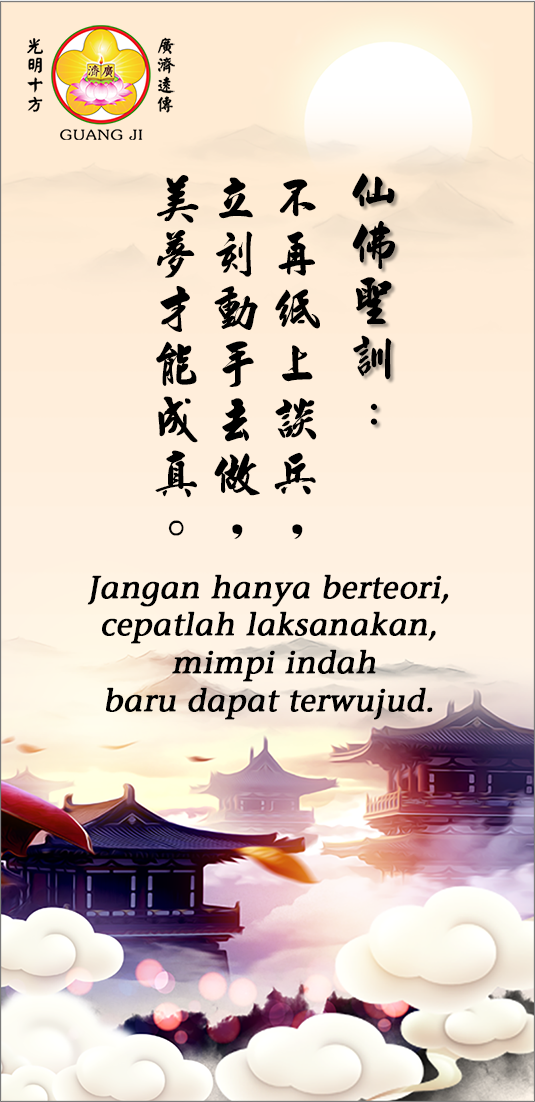 光明十方
廣濟遠傳
廣濟
GUANG JI
仙佛聖訓：
不再紙上談兵，
立刻動手去做，
美夢才能成真。
Jangan hanya berteori,
cepatlah laksanakan,
mimpi indah
baru dapat terwujud.